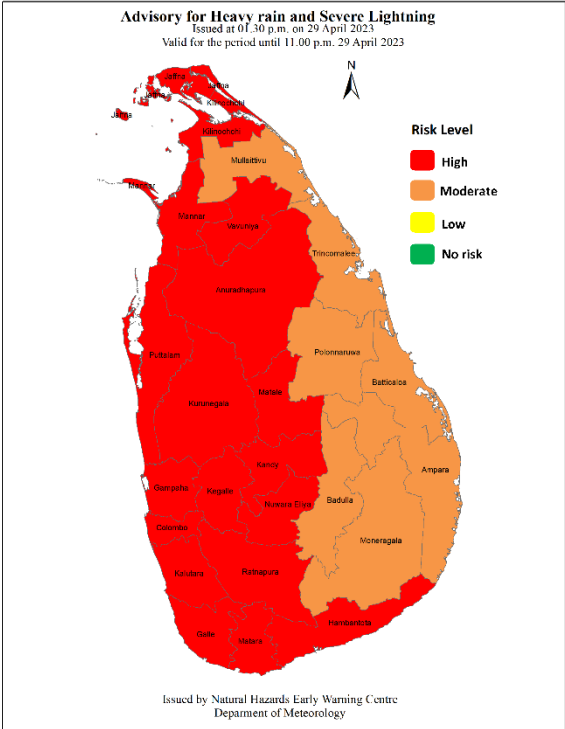 Advisory for Heavy rain and Severe Lightning
Issued at 01.30 p.m. on 29 April 2023
Valid for the period until 11.00 p.m. 29 April 2023
N
Risk Level
High
Moderate
Low
No risk
Jaffna
Jaffna
Jaffna
Kilinochchi
Jaffna
Kilinochchi
Mullaittivu
Mannar
Mannar
Vavuniya
Trincomalee
Anuradhapura
Polonnaruwa
Puttalam
Batticaloa
Matale
Kurunegala
Kandy
Ampara
Gampaha
Kegalle
Nuwara Eliya
Badulla
Colombo
Moneragala
Kalutara
Ratnapura
Hambantota
Galle
Matara
Issued by Natural Hazards Early Warning Centre
Deparment of Meteorology